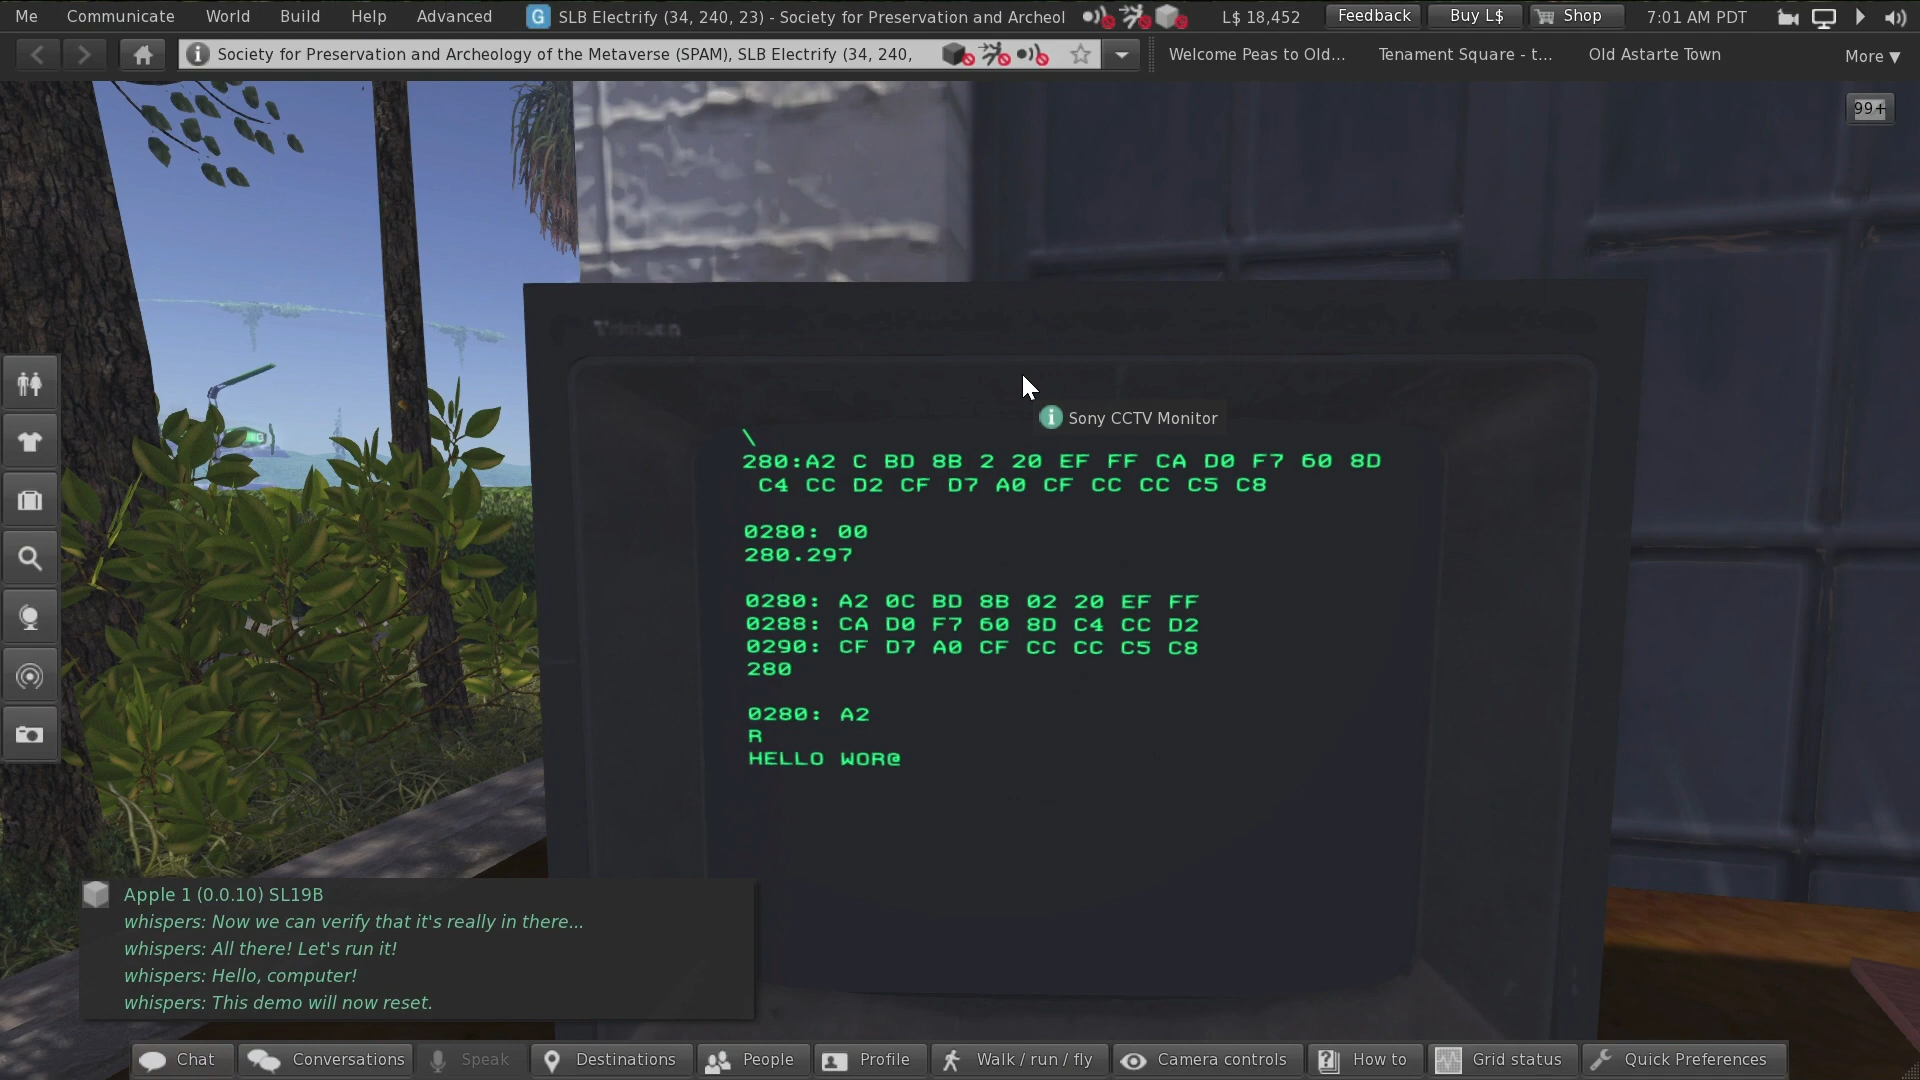 Me Communicate World Build Help Advanced SLB Electrify (34, 240, 23) - Society for Preservation and Archeol L$ 18,452 Feedback Buy L$ Shop 7:01 AM PDT
Society for Preservation and Archeology of the Metaverse (SPAM), SLB Electrify (34, 240, Welcome Peas to Old... Tenament Square - t... Old Astarte Town More ▼
99+
Sony CCTV Monitor
\
280:A2 C BD 8B 2 20 EF FF CA D0 F7 60 8D
C4 CC D2 CF D7 A0 CF CC CC C5 C8
0280: 00
280.297
0280: A2 0C BD 8B 02 20 EF FF
0288: CA D0 F7 60 8D C4 CC D2
0290: CF D7 A0 CF CC CC C5 C8
280
0280: A2
R
HELLO WOR@
Apple 1 (0.0.10) SL19B
whispers: Now we can verify that it's really in there...
whispers: All there! Let's run it!
whispers: Hello, computer!
whispers: This demo will now reset.
Chat Conversations Speak Destinations People Profile Walk / run / fly Camera controls How to Grid status Quick Preferences